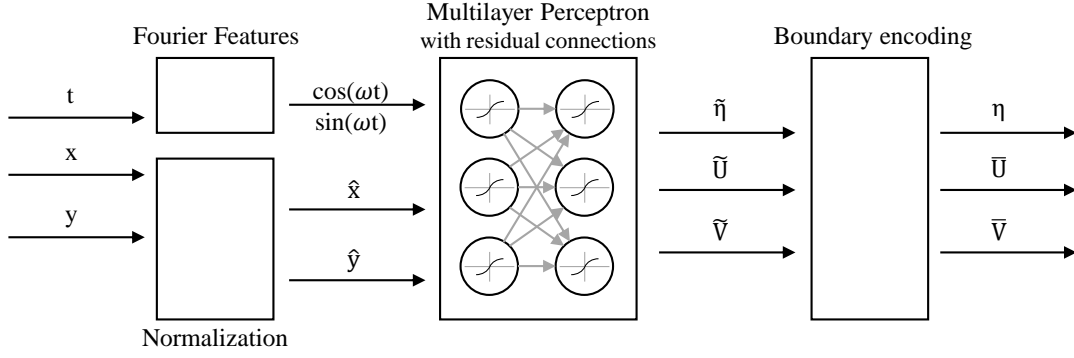 Fourier Features
Multilayer Perceptron
with residual connections
Boundary encoding
t
x
y
cos(ωt)
sin(ωt)
x̂
ŷ
η̃
Ũ
Ṽ
η
U̅
V̅
Normalization